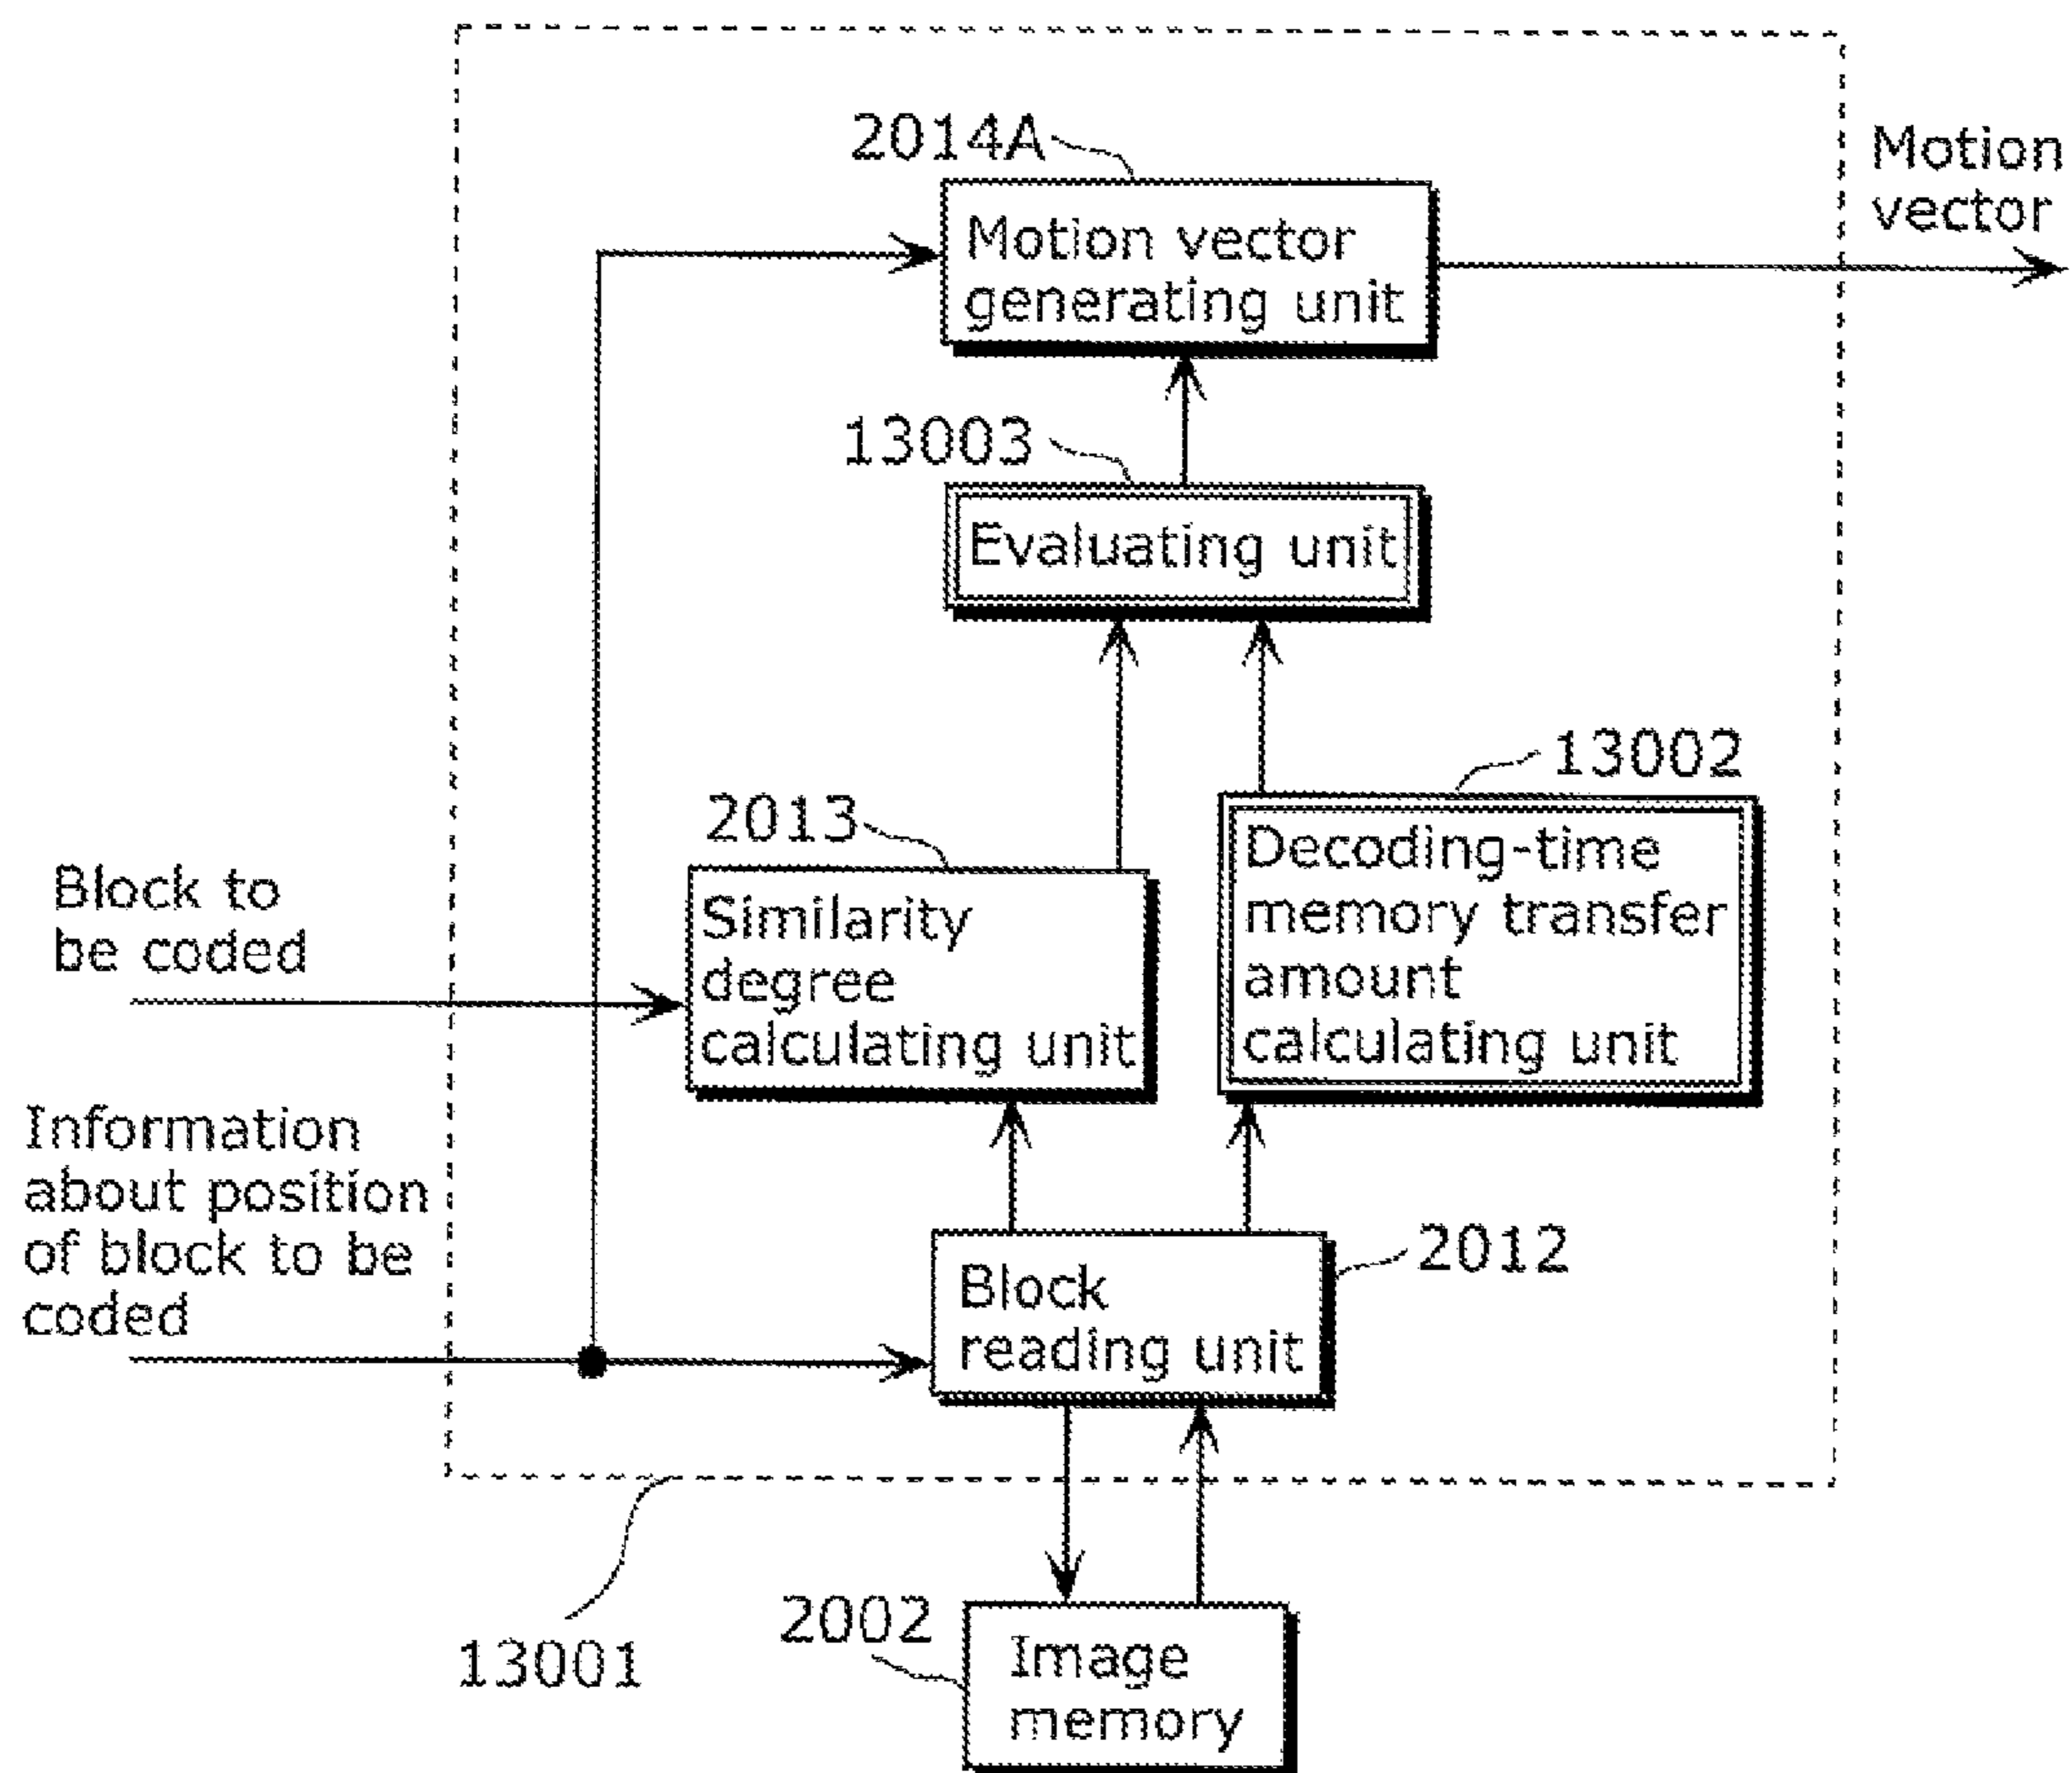 2014A
Motion
vector
Motion vector
generating unit
13003
Evaluating unit
13002
2013
Decoding-time
memory transfer
amount
calculating unit
Block to
be coded
Similarity
degree
calculating unit
Information
about position
of block to be
coded
2012
Block
reading unit
13001
2002
Image
memory